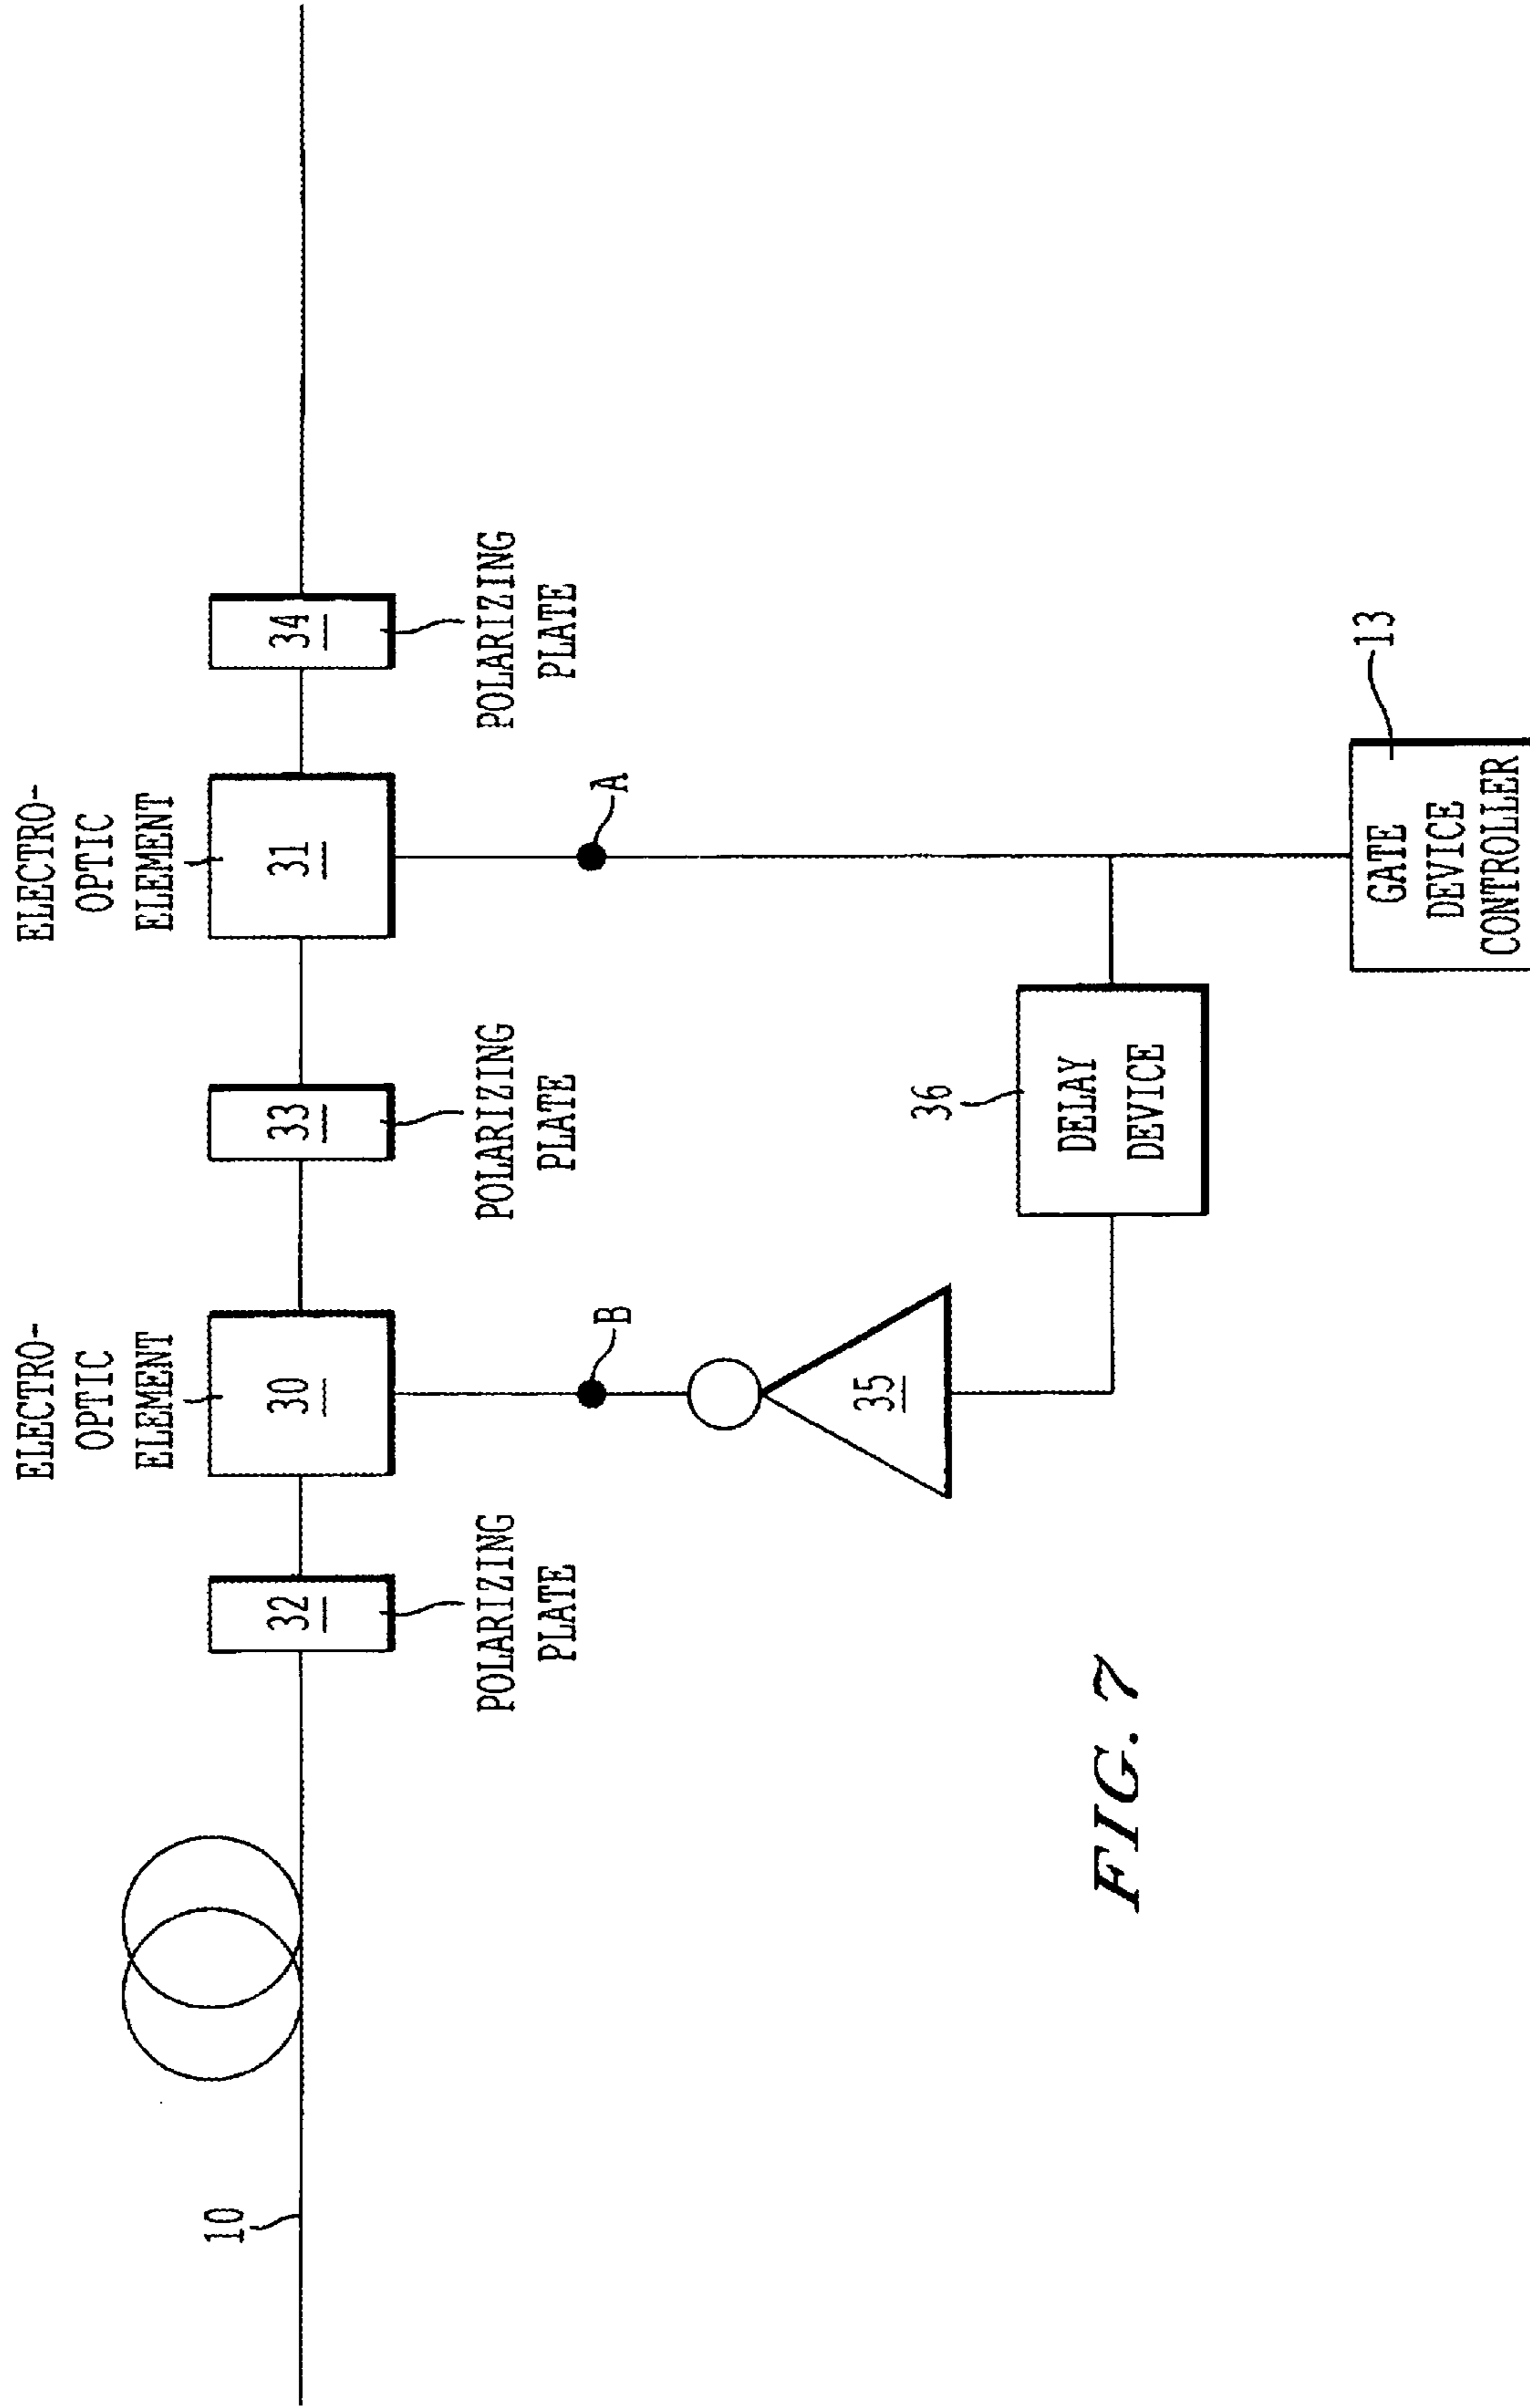 ELECTRO-
OPTIC
ELEMENT
ELECTRO-
OPTIC
ELEMENT
10
32
30
33
31
34
POLARIZING
PLATE
POLARIZING
PLATE
POLARIZING
PLATE
B
A
35
36
DELAY
DEVICE
13
GATE
DEVICE
CONTROLLER
FIG. 7